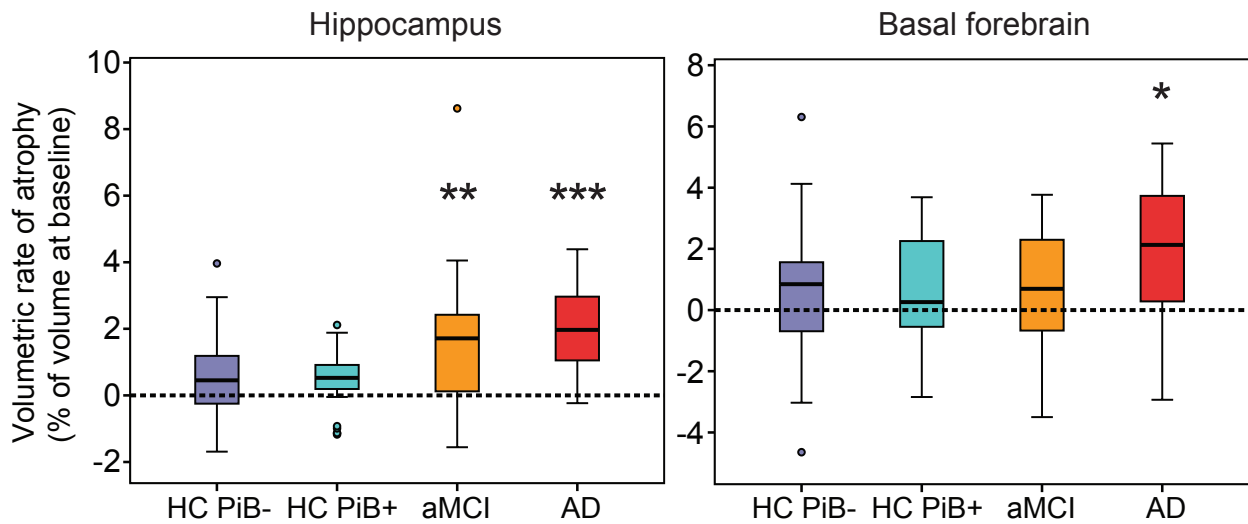 Hippocampus
Basal forebrain
Volumetric rate of atrophy
(% of volume at baseline)
10
8
6
4
2
0
-2
** ***
HC PiB- HC PiB+ aMCI AD
8
6
4
2
0
-2
-4
*
HC PiB- HC PiB+ aMCI AD